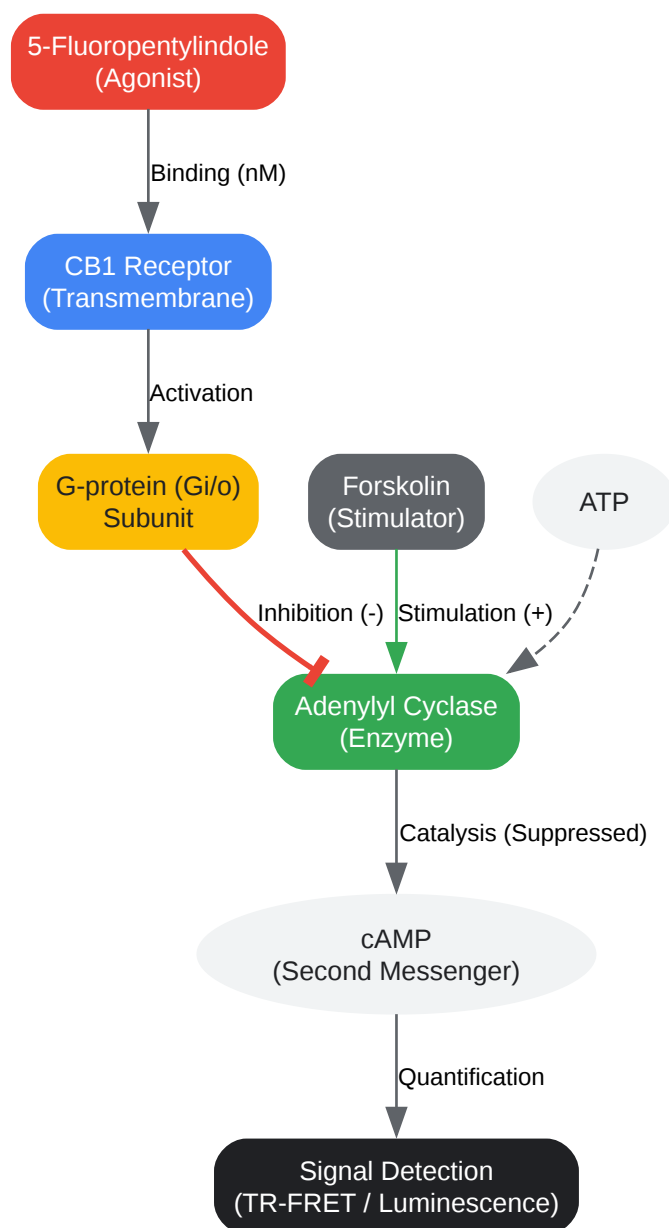 5-Fluoropentylindole
(Agonist)
Binding (nM)
CB1 Receptor
(Transmembrane)
Activation
G-protein (Gi/o)
Subunit
Forskolin
(Stimulator)
ATP
Inhibition (-)
Stimulation (+)
Adenylyl Cyclase
(Enzyme)
Catalysis (Suppressed)
cAMP
(Second Messenger)
Quantification
Signal Detection
(TR-FRET / Luminescence)